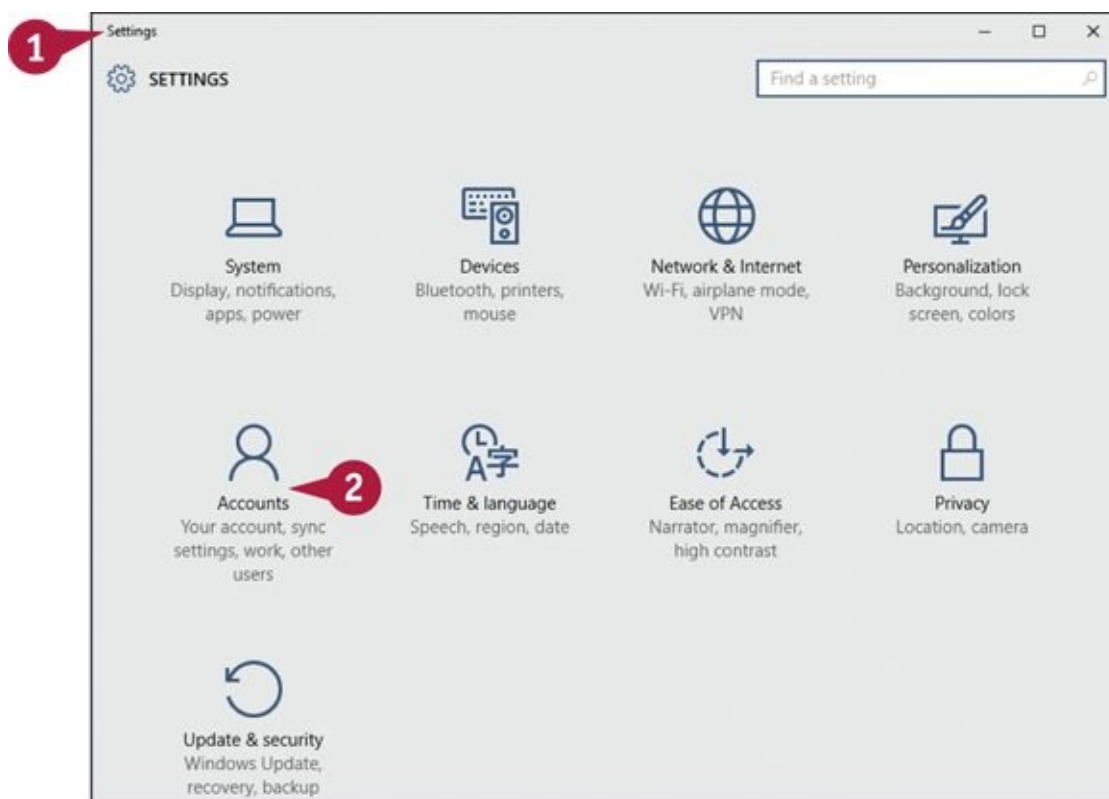 1
Settings
SETTINGS
Find a setting
System
Display, notifications,
apps, power
Devices
Bluetooth, printers,
mouse
Network & Internet
Wi-Fi, airplane mode,
VPN
Personalization
Background, lock
screen, colors
Accounts
2
Your account, sync
settings, work, other
users
A字
Time & language
Speech, region, date
Ease of Access
Narrator, magnifier,
high contrast
Privacy
Location, camera
Update & security
Windows Update,
recovery, backup